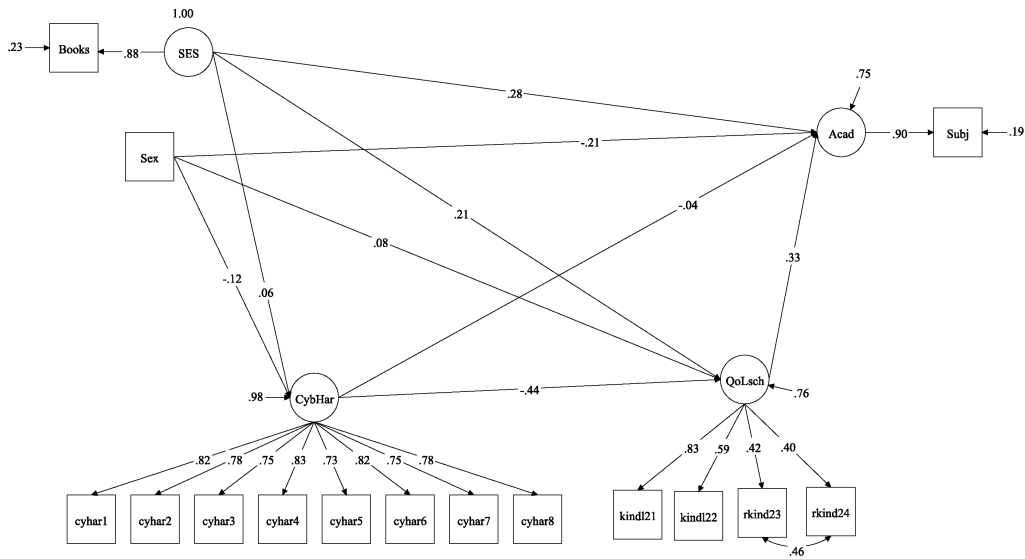 1.00
.23
Books
.88
SES
.75
.28
Acad
.90
Subj
.19
Sex
-.21
-.04
.21
.08
.33
-.12
.06
QoLsch
.76
.98
CybHar
-.44
.82
.78
.75
.83
.73
.82
.75
.78
.83
.59
.42
.40
cyhar1
cyhar2
cyhar3
cyhar4
cyhar5
cyhar6
cyhar7
cyhar8
kindl21
kindl22
rkind23
rkind24
.46